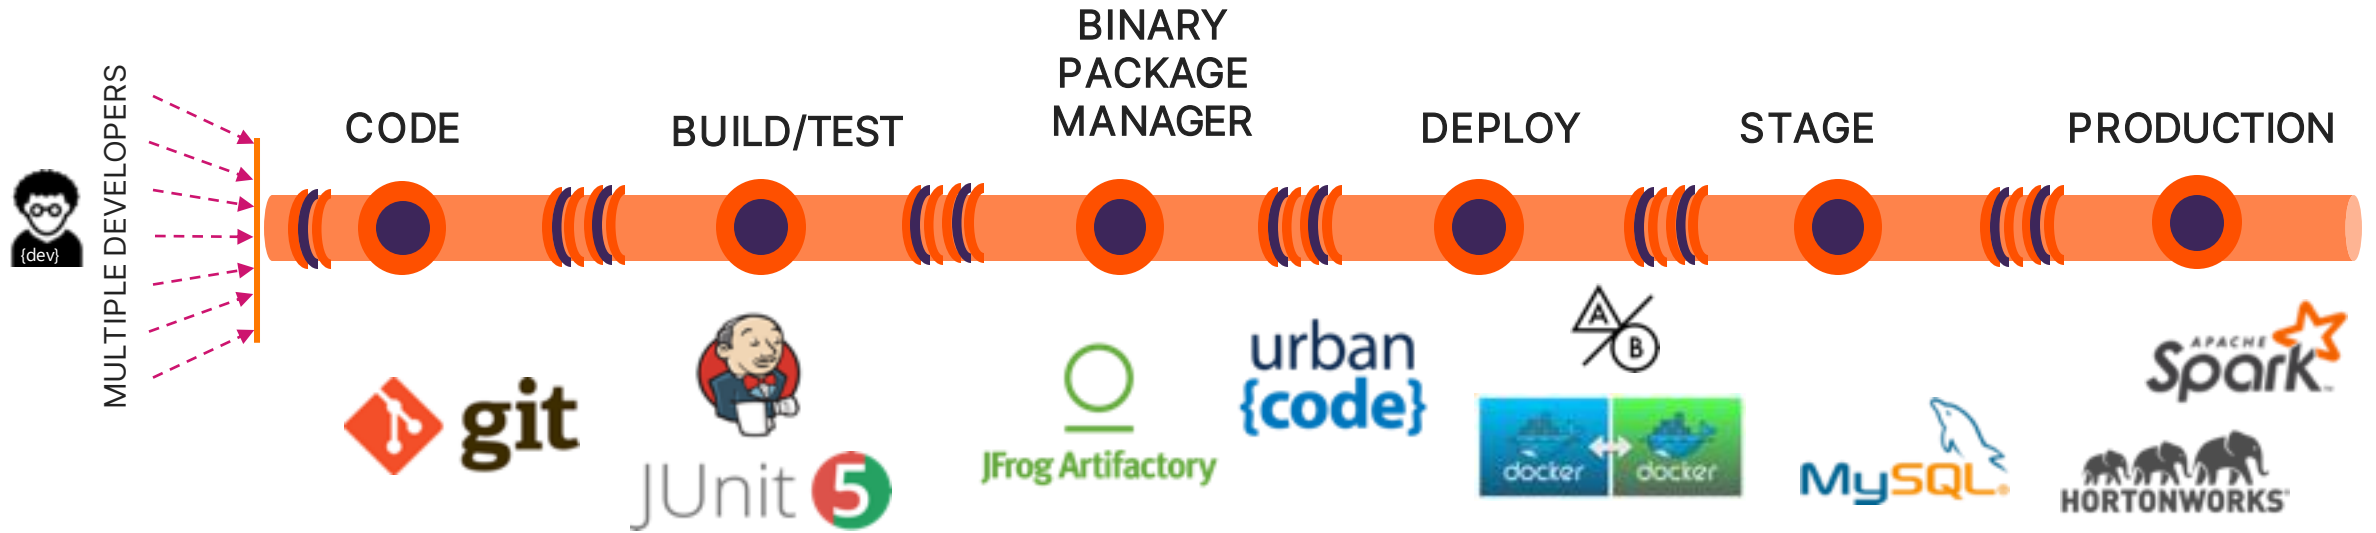 BINARY
PACKAGE
MANAGER
CODE
BUILD/TEST
DEPLOY
STAGE
PRODUCTION
MULTIPLE DEVELOPERS
{dev}
git
JUnit 5
JFrog Artifactory
urban
{code}
A
B
docker
docker
MySQL®
APACHE
Spark™
HORTONWORKS